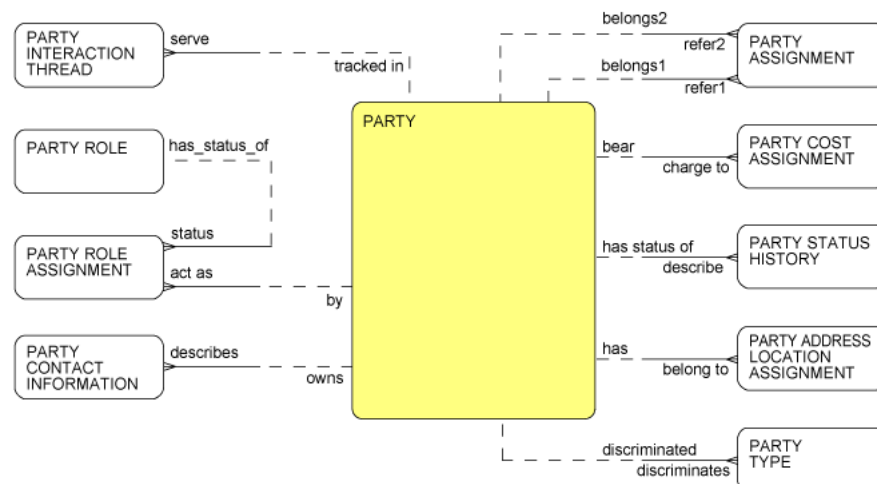 belongs2
PARTY
INTERACTION
THREAD
serve
tracked in
refer2
PARTY
ASSIGNMENT
belongs1
refer1
PARTY
PARTY ROLE
has_status_of
bear
charge to
PARTY COST
ASSIGNMENT
status
PARTY ROLE
ASSIGNMENT
act as
by
has status of
describe
PARTY STATUS
HISTORY
PARTY
CONTACT
INFORMATION
describes
owns
has
belong to
PARTY ADDRESS
LOCATION
ASSIGNMENT
discriminated
discriminates
PARTY
TYPE